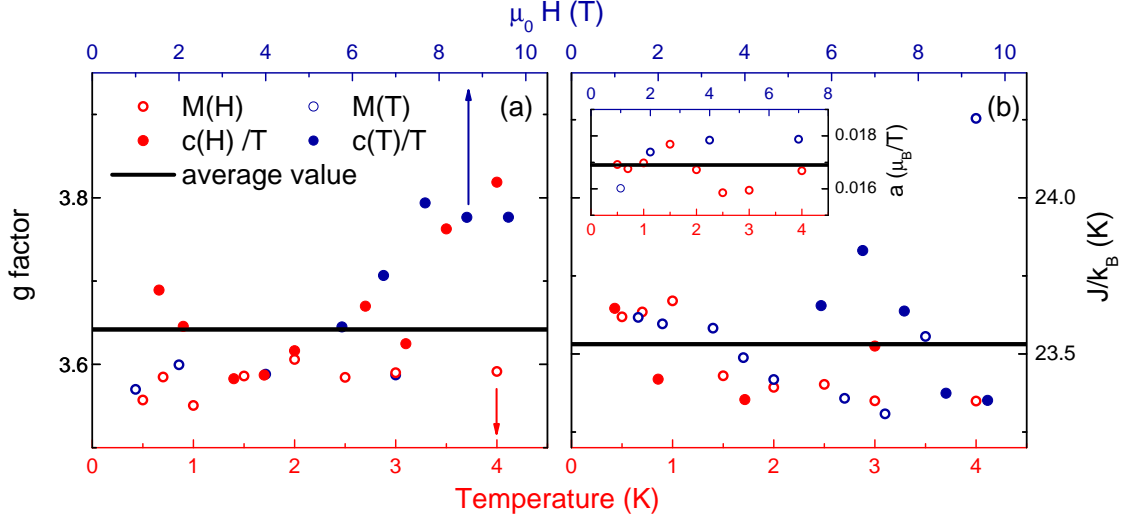 μ₀ H (T)
0 2 4 6 8 10
0 2 4 6 8 10
M(H) M(T) (a)
c(H) /T c(T)/T
average value
3.8
3.6
g factor
0 1 2 3 4
Temperature (K)
(b)
0 2 4 6 8
0.018
0.016
a (μ_B/T)
0 1 2 3 4
24.0
23.5
J/k_B (K)
0 1 2 3 4